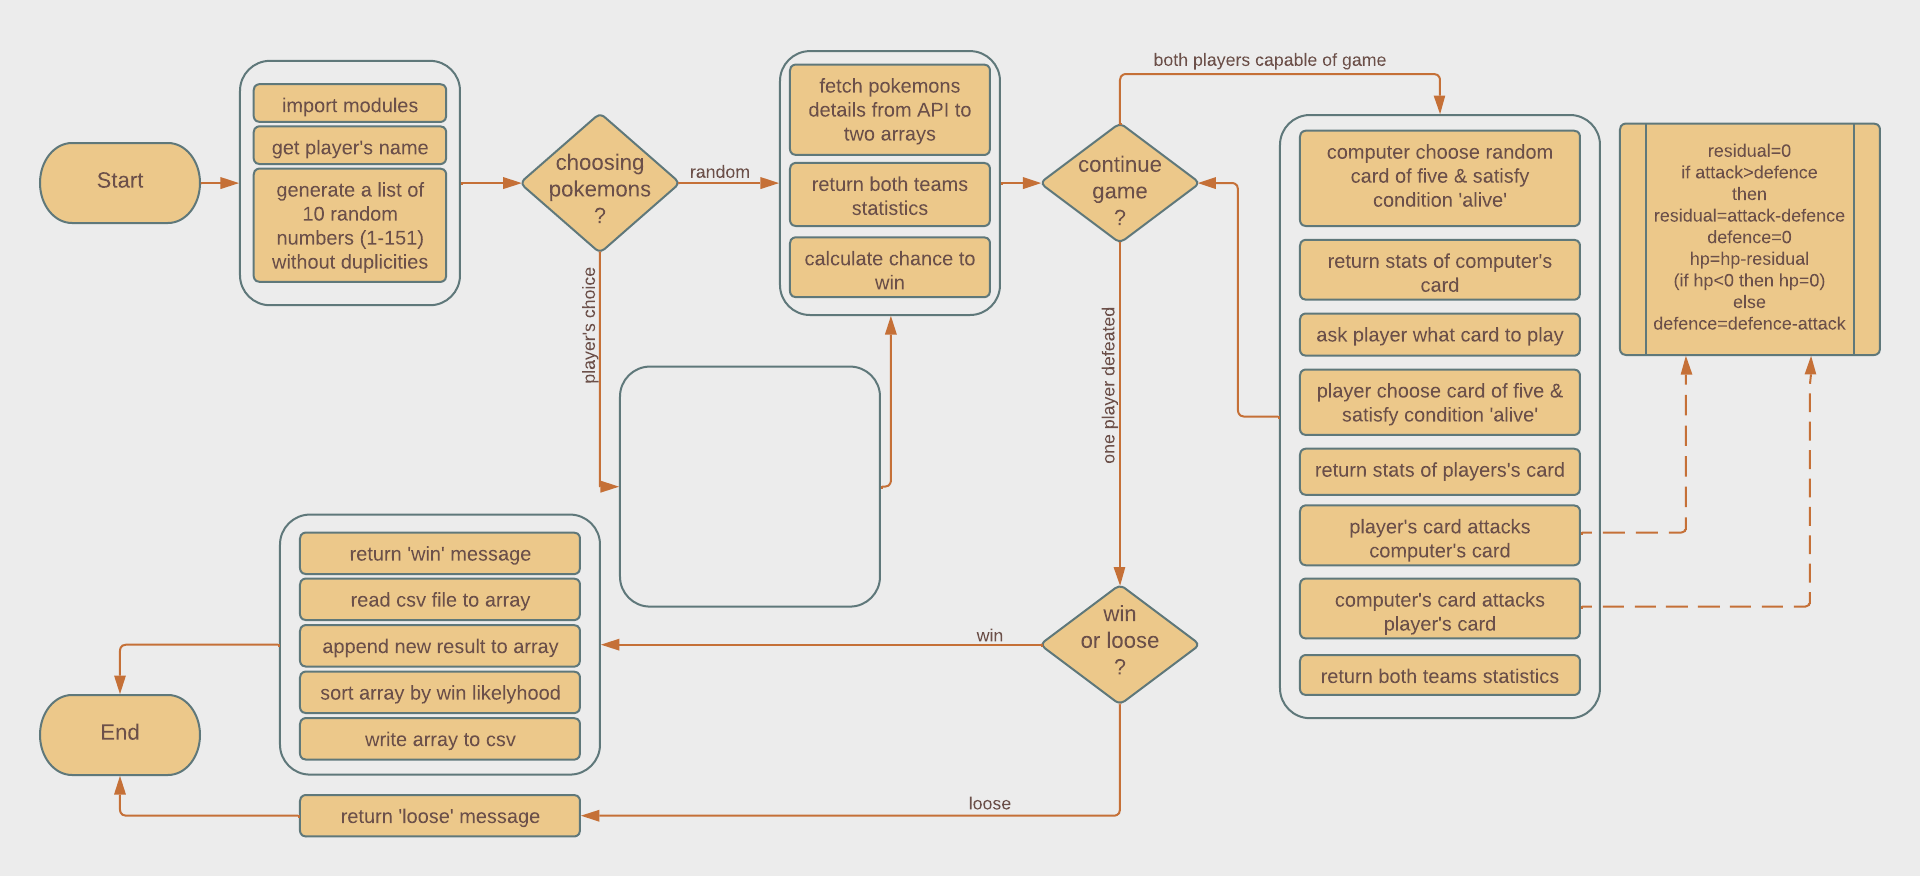 Start
import modules
get player's name
generate a list of
10 random
numbers (1-151)
without duplicities
choosing
pokemons
?
random
player's choice
fetch pokemons
details from API to
two arrays
return both teams
statistics
calculate chance to
win
continue
game
?
both players capable of game
one player defeated
computer choose random
card of five & satisfy
condition 'alive'
return stats of computer's
card
ask player what card to play
player choose card of five &
satisfy condition 'alive'
return stats of players's card
player's card attacks
computer's card
computer's card attacks
player's card
return both teams statistics
residual=0
if attack>defence
then
residual=attack-defence
defence=0
hp=hp-residual
(if hp<0 then hp=0)
else
defence=defence-attack
win
or loose
?
win
loose
return 'win' message
read csv file to array
append new result to array
sort array by win likelyhood
write array to csv
return 'loose' message
End